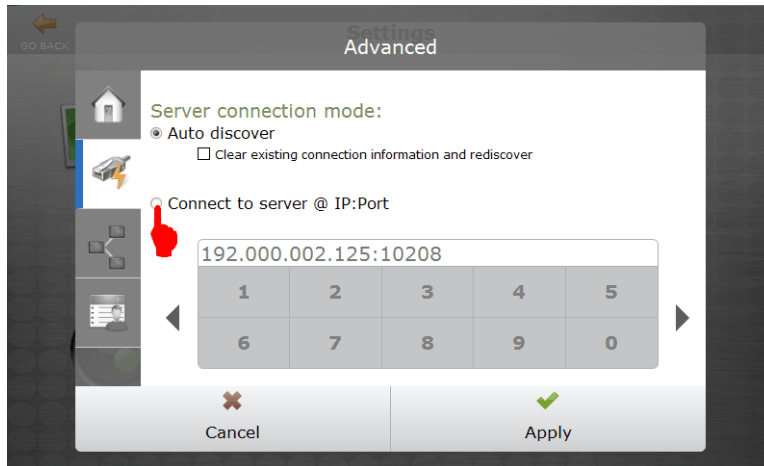 GO BACK
Settings
Advanced
Server connection mode:
Auto discover
Clear existing connection information and rediscover
Connect to server @ IP:Port
192.000.002.125:10208
1 2 3 4 5
6 7 8 9 0
Cancel
Apply